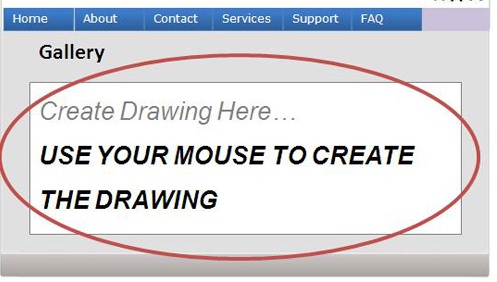 Home About Contact Services Support FAQ
Gallery
Create Drawing Here...
USE YOUR MOUSE TO CREATE
THE DRAWING